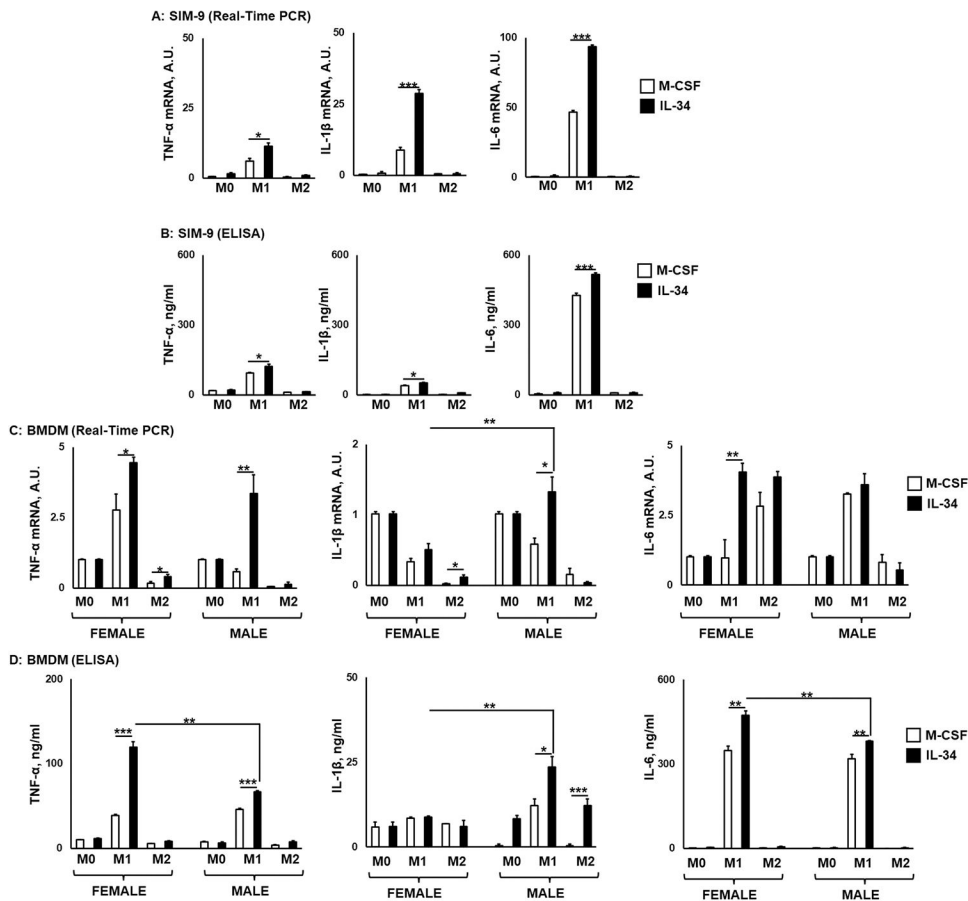 A: SIM-9 (Real-Time PCR)
TNF-α mRNA, A.U.
50
25
0
*
M0 M1 M2
IL-1β mRNA, A.U.
50
25
0
***
M0 M1 M2
IL-6 mRNA, A.U.
100
50
0
***
M0 M1 M2
M-CSF
IL-34
B: SIM-9 (ELISA)
TNF-α, ng/ml
600
300
0
*
M0 M1 M2
IL-1β, ng/ml
600
300
0
*
M0 M1 M2
IL-6, ng/ml
600
300
0
***
M0 M1 M2
M-CSF
IL-34
C: BMDM (Real-Time PCR)
TNF-α mRNA, A.U.
5
2.5
0
* * **
M0 M1 M2 M0 M1 M2
FEMALE MALE
IL-1β mRNA, A.U.
2
1
0
**
* *
M0 M1 M2 M0 M1 M2
FEMALE MALE
IL-6 mRNA, A.U.
5
2.5
0
**
M0 M1 M2 M0 M1 M2
FEMALE MALE
M-CSF
IL-34
D: BMDM (ELISA)
TNF-α, ng/ml
200
100
0
*** ** ***
M0 M1 M2 M0 M1 M2
FEMALE MALE
IL-1β, ng/ml
50
25
0
**
* ***
M0 M1 M2 M0 M1 M2
FEMALE MALE
IL-6, ng/ml
600
300
0
** ** **
M0 M1 M2 M0 M1 M2
FEMALE MALE
M-CSF
IL-34